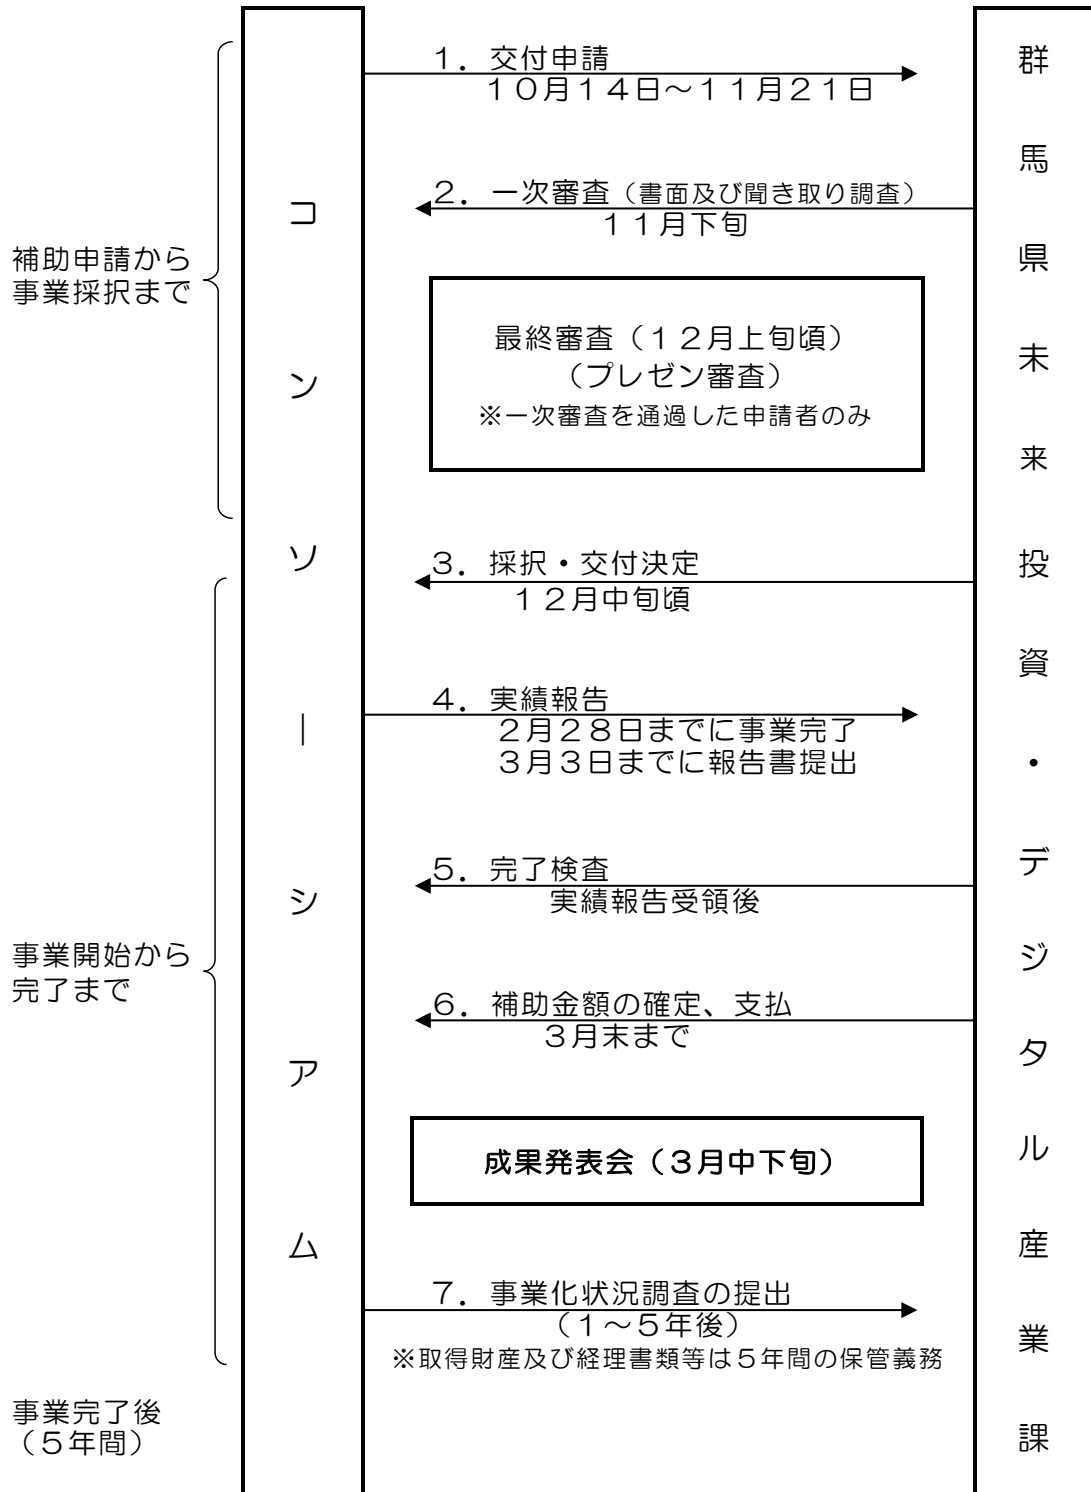 補助申請から
事業採択まで
事業開始から
完了まで
事業完了後
（５年間）
コンソーシアム
１．交付申請
１０月１４日～１１月２１日
２．一次審査（書面及び聞き取り調査）
１１月下旬
最終審査（１２月上旬頃）
（プレゼン審査）
※一次審査を通過した申請者のみ
３．採択・交付決定
１２月中旬頃
４．実績報告
２月２８日までに事業完了
３月３日までに報告書提出
５．完了検査
実績報告受領後
６．補助金額の確定、支払
３月末まで
成果発表会（３月中下旬）
７．事業化状況調査の提出
（１～５年後）
※取得財産及び経理書類等は５年間の保管義務
群馬県未来投資・デジタル産業課